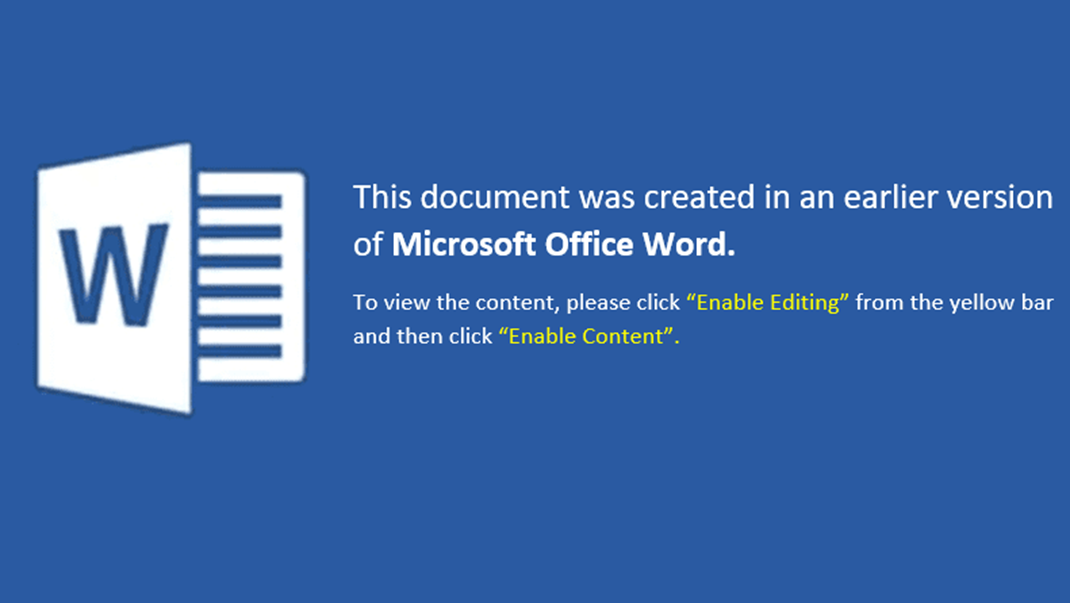 W
This document was created in an earlier version
of Microsoft Office Word.
To view the content, please click “Enable Editing” from the yellow bar
and then click “Enable Content”.